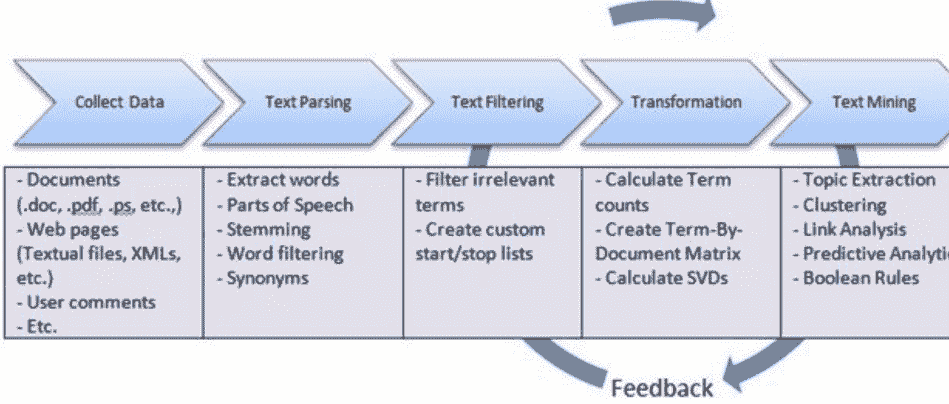 Collect Data
Text Parsing
Text Filtering
Transformation
Text Mining
- Documents
(.doc, .pdf, .ps, etc.,)
- Web pages
(Textual files, XMLs,
etc.)
- User comments
- Etc.
- Extract words
- Parts of Speech
- Stemming
- Word filtering
- Synonyms
- Filter irrelevant
terms
- Create custom
start/stop lists
- Calculate Term
counts
- Create Term-By-
Document Matrix
- Calculate SVDs
- Topic Extraction
- Clustering
- Link Analysis
- Predictive Analytic
- Boolean Rules
Feedback